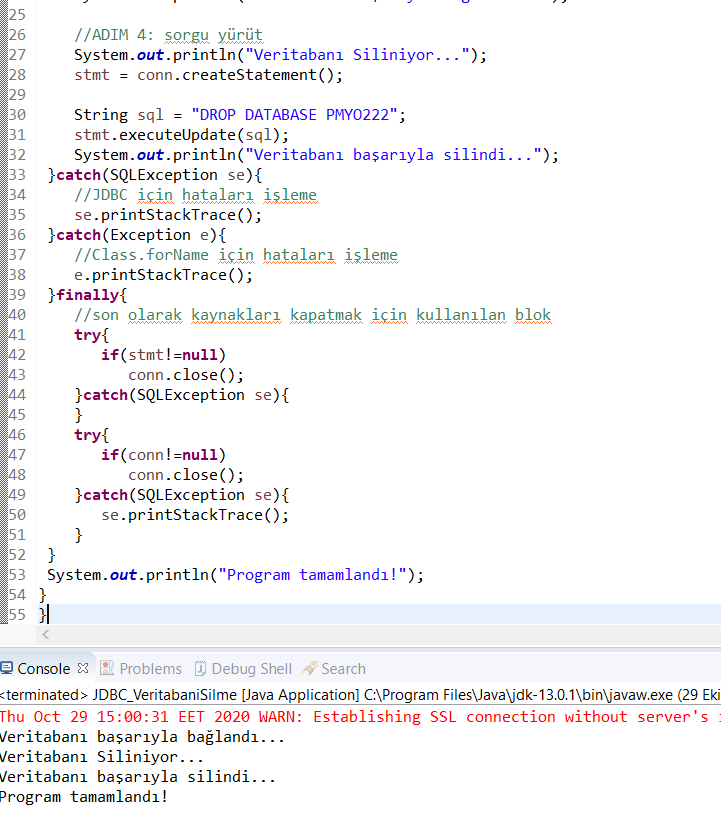 25
26 //ADIM 4: sorgu yürüt
27 System.out.println("Veritabanı Siliniyor...");
28 stmt = conn.createStatement();
29
30 String sql = "DROP DATABASE PMYO222";
31 stmt.executeUpdate(sql);
32 System.out.println("Veritabanı başarıyla silindi...");
33 }catch(SQLException se){
34 //JDBC için hataları işleme
35 se.printStackTrace();
36 }catch(Exception e){
37 //Class.forName için hataları işleme
38 e.printStackTrace();
39 }finally{
40 //son olarak kaynakları kapatmak için kullanılan blok
41 try{
42 if(stmt!=null)
43 conn.close();
44 }catch(SQLException se){
45 }
46 try{
47 if(conn!=null)
48 conn.close();
49 }catch(SQLException se){
50 se.printStackTrace();
51 }
52 }
53 System.out.println("Program tamamlandı!");
54 }
55 }
Console Problems Debug Shell Search
<terminated> JDBC_VeritabaniSilme [Java Application] C:\Program Files\Java\jdk-13.0.1\bin\javaw.exe (29 Eki
Thu Oct 29 15:00:31 EET 2020 WARN: Establishing SSL connection without server's
Veritabanı başarıyla bağlandı...
Veritabanı Siliniyor...
Veritabanı başarıyla silindi...
Program tamamlandı!